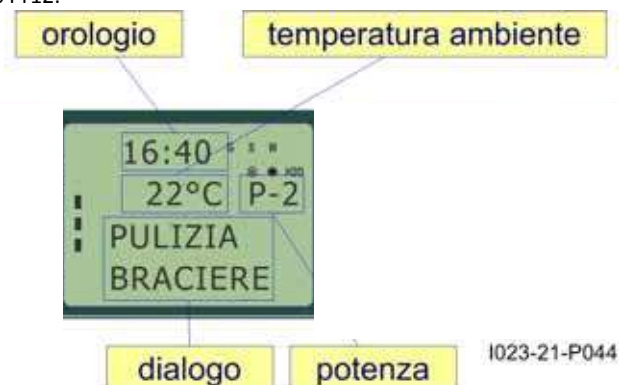 orologio
temperatura ambiente
16:40
22°C P-2
PULIZIA
BRACIERE
dialogo
potenza
I023-21-P044